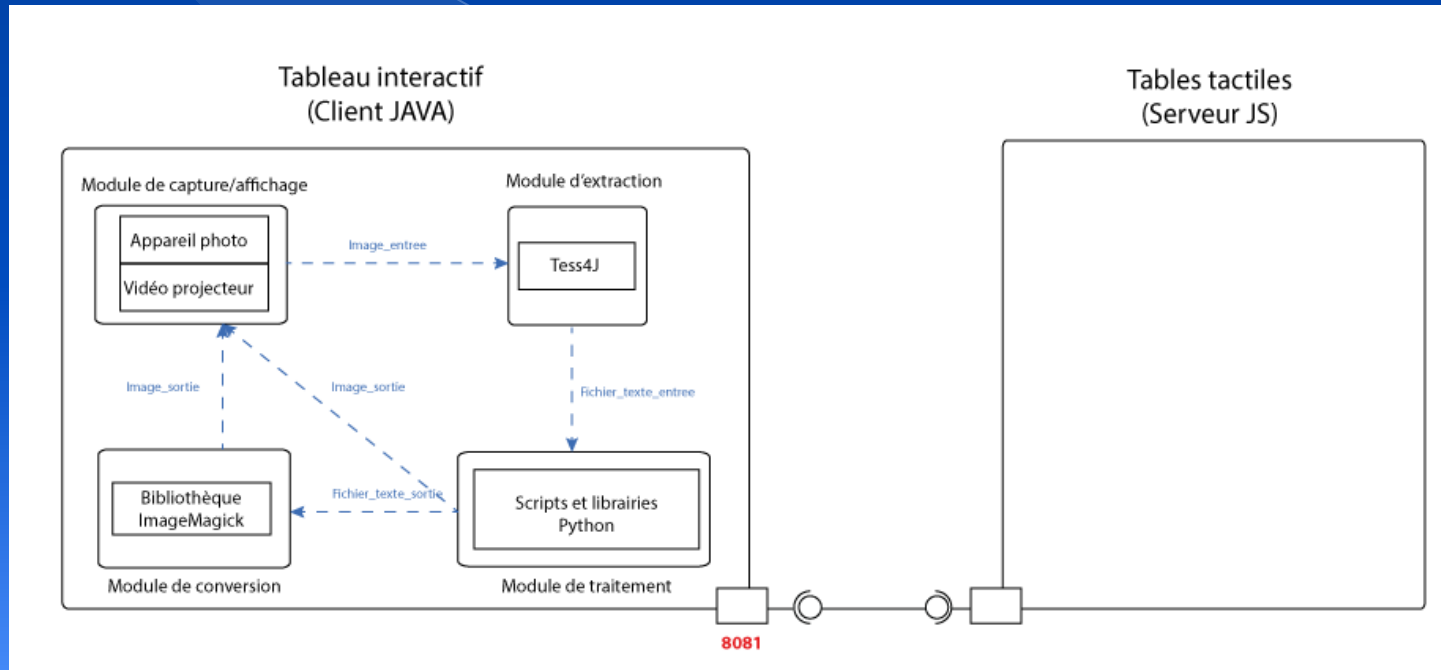 Tableau interactif
(Client JAVA)
Tables tactiles
(Serveur JS)
Module de capture/affichage
Module d'extraction
Appareil photo
Vidéo projecteur
Image_entree
Tess4J
Image_sortie
Image_sortie
Fichier_texte_entree
Bibliothèque
ImageMagick
Fichier_texte_sortie
Scripts et librairies
Python
Module de conversion
Module de traitement
8081